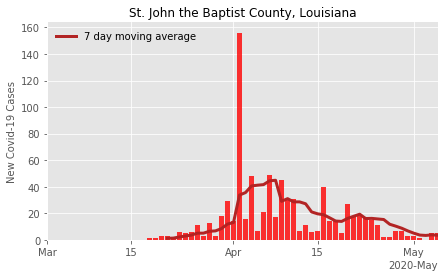 St. John the Baptist County, Louisiana
7 day moving average
New Covid-19 Cases
160
140
120
100
80
60
40
20
0
Mar
15
Apr
15
May
2020-May